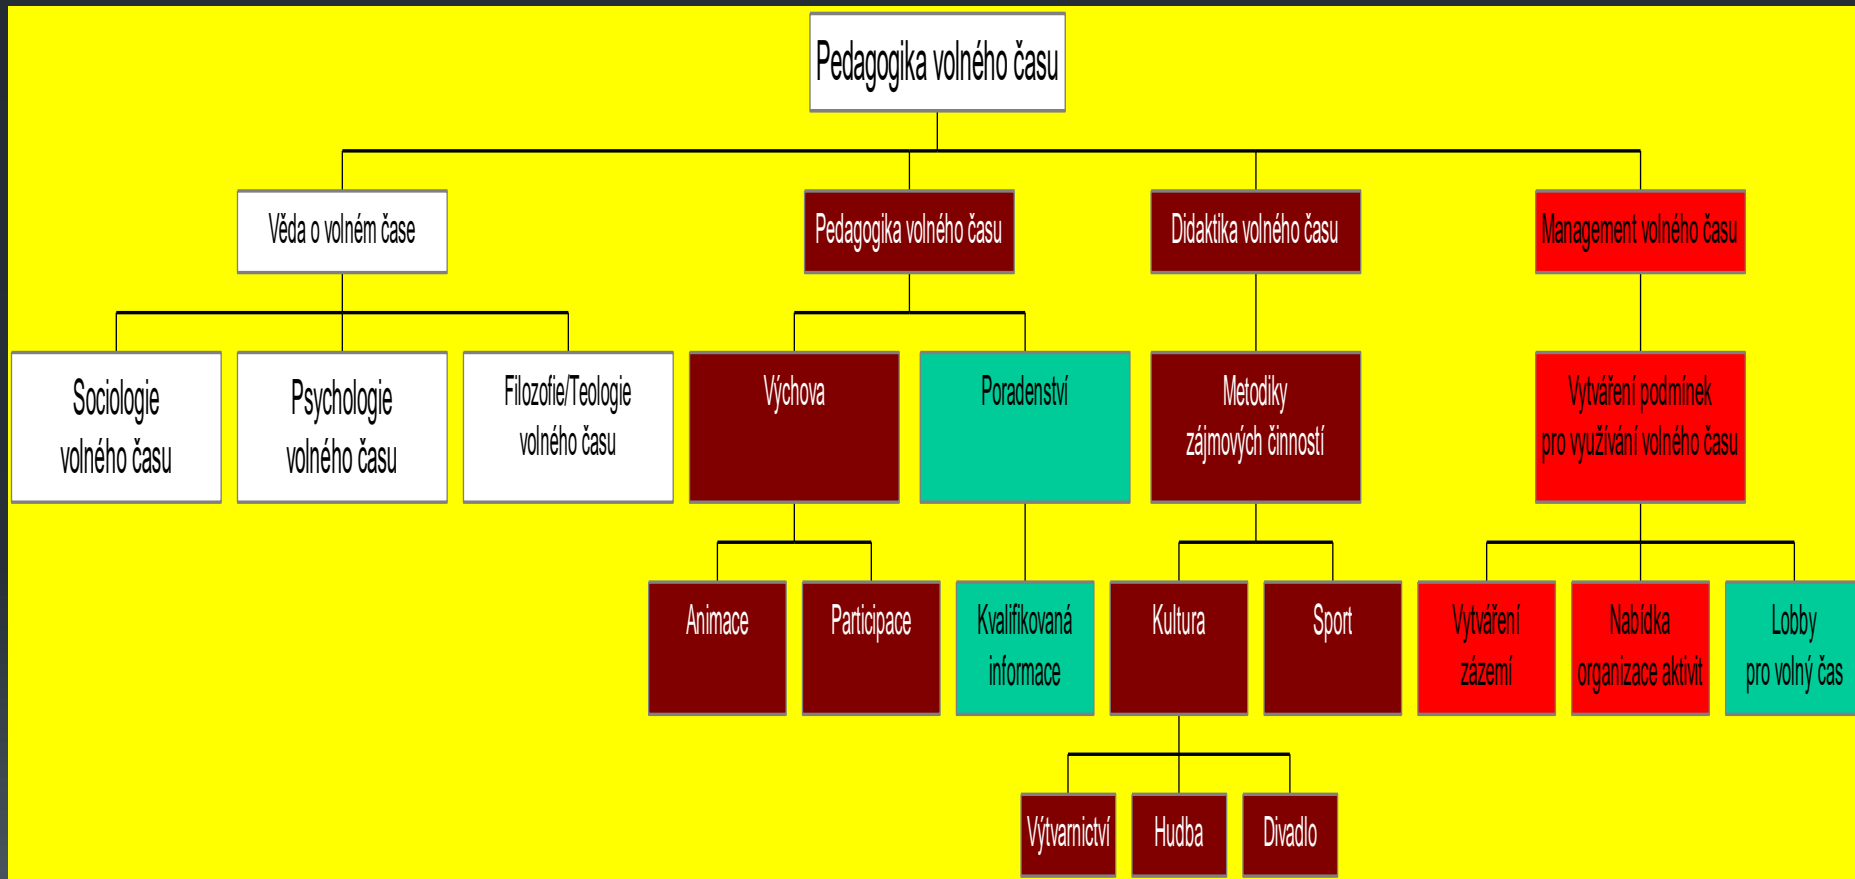 Pedagogika volného času
Věda o volném čase
Pedagogika volného času
Didaktika volného času
Management volného času
Sociologie
volného času
Psychologie
volného času
Filozofie/Teologie
volného času
Výchova
Poradenství
Metodiky
zájmových činností
Vytváření podmínek
pro využívání volného času
Animace
Participace
Kvalifikovaná
informace
Kultura
Sport
Vytváření
zázemí
Nabídka
organizace aktivit
Lobby
pro volný čas
Výtvarnictví
Hudba
Divadlo